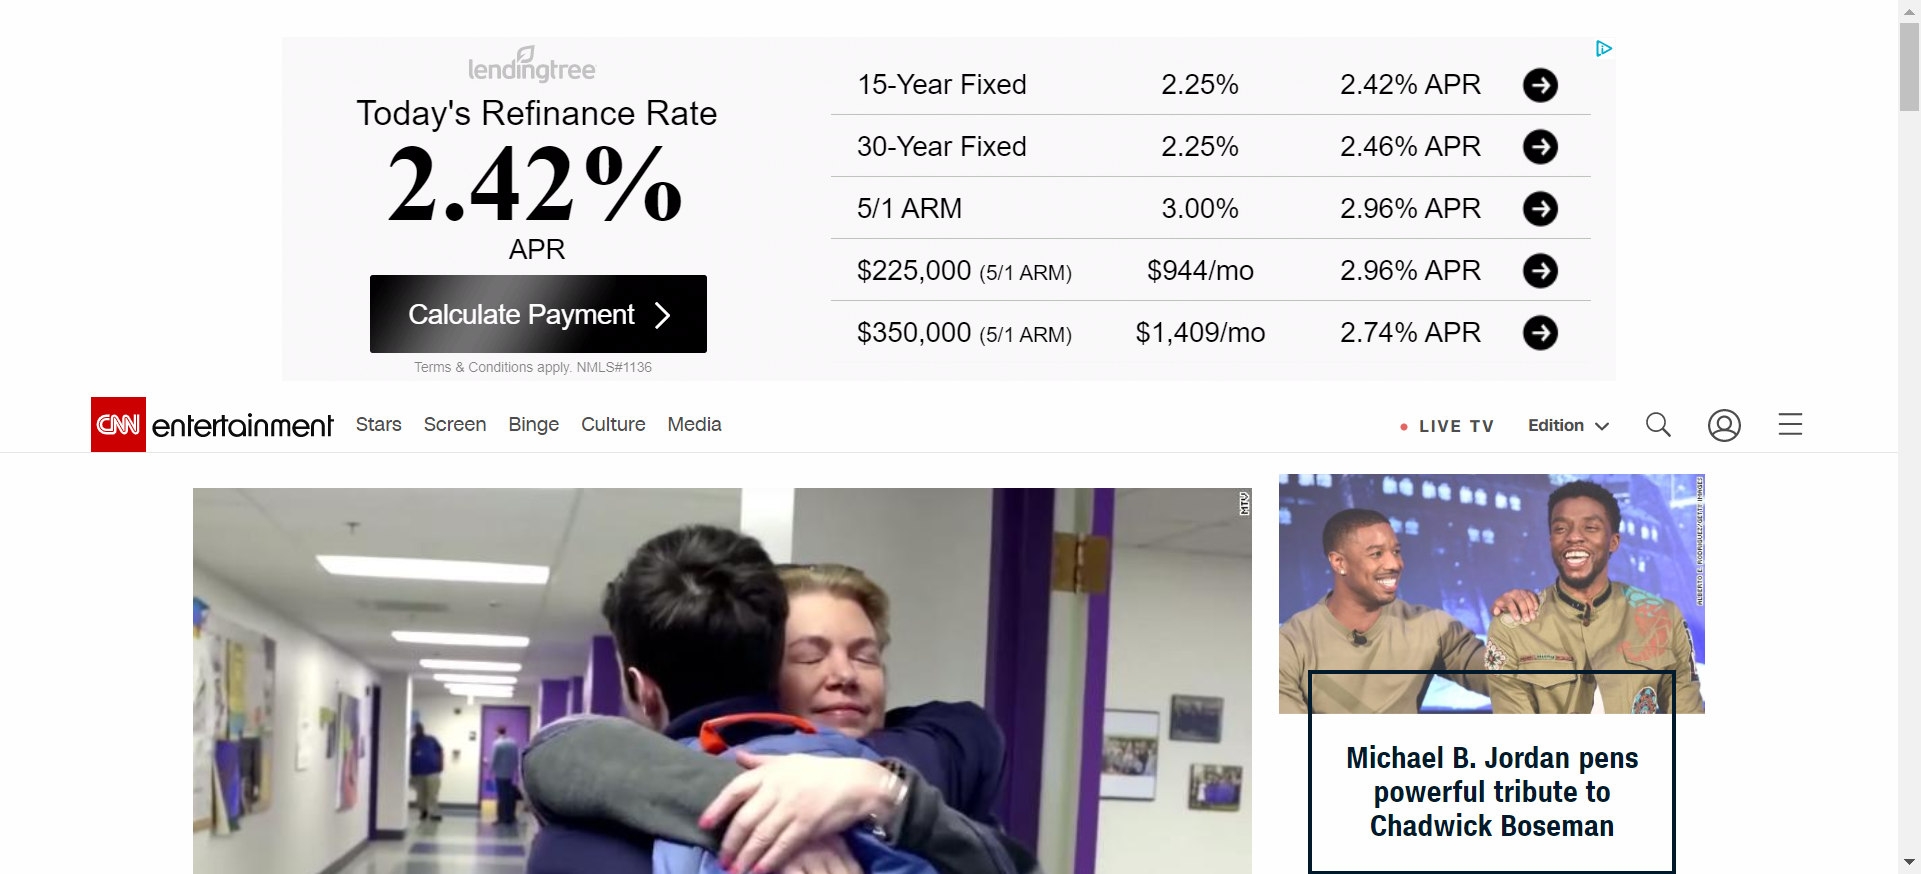 lendingtree
Today's Refinance Rate
2.42%
APR
Calculate Payment
Terms & Conditions apply. NMLS#1136
15-Year Fixed 2.25% 2.42% APR
30-Year Fixed 2.25% 2.46% APR
5/1 ARM 3.00% 2.96% APR
$225,000 (5/1 ARM) $944/mo 2.96% APR
$350,000 (5/1 ARM) $1,409/mo 2.74% APR
CNN entertainment Stars Screen Binge Culture Media LIVE TV Edition
MTV
ALBERTO E. RODRIGUEZ/GETTY IMAGES
Michael B. Jordan pens
powerful tribute to
Chadwick Boseman